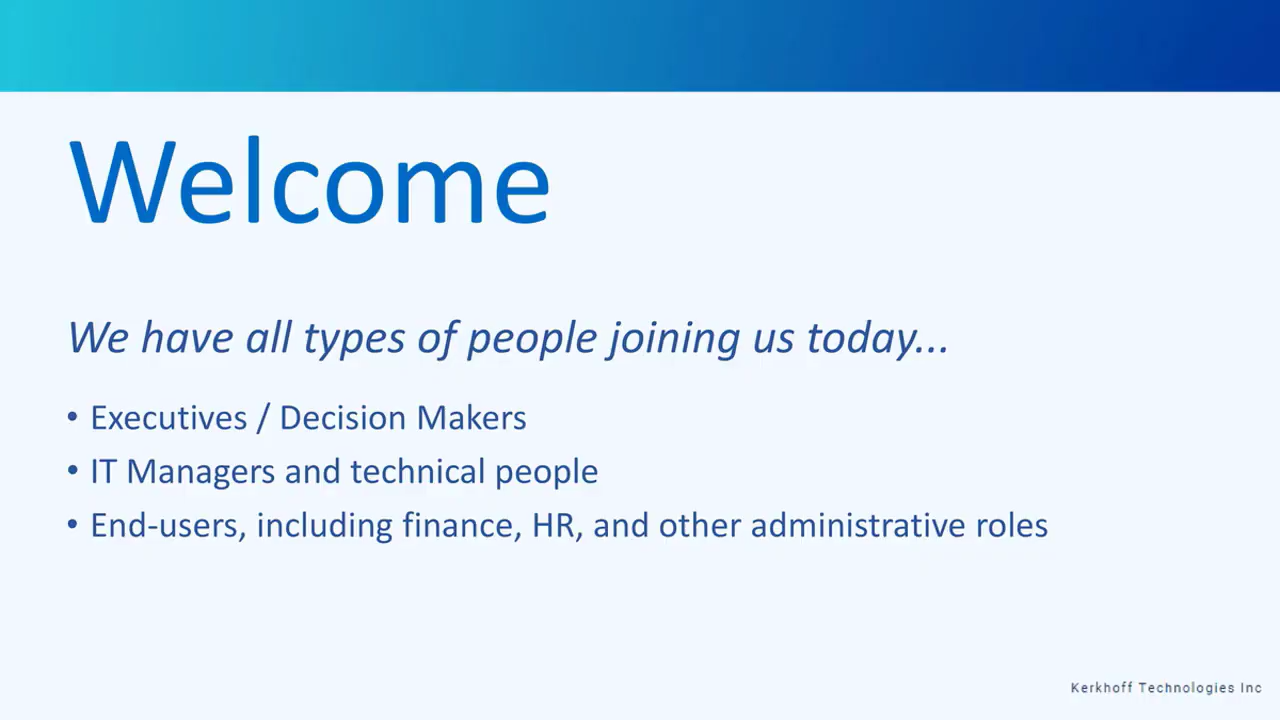 Welcome
We have all types of people joining us today...
• Executives / Decision Makers
• IT Managers and technical people
• End-users, including finance, HR, and other administrative roles
Kerkhoff Technologies Inc